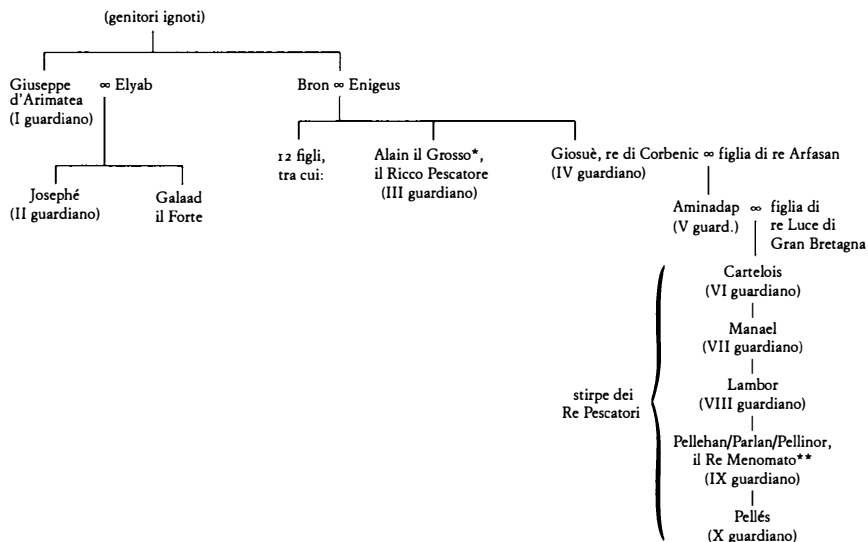 (genitori ignoti)
Giuseppe ∞ Elyab
d'Arimatea
(I guardiano)
Bron ∞ Enigeus
Josephé
(II guardiano)
Galaad
il Forte
12 figli,
tra cui:
Alain il Grosso*,
il Ricco Pescatore
(III guardiano)
Giosuè, re di Corbenic ∞ figlia di re Arfasan
(IV guardiano)
Aminadap ∞ figlia di
(V guard.) re Luce di
Gran Bretagna
Cartelois
(VI guardiano)
Manael
(VII guardiano)
Lambor
(VIII guardiano)
stirpe dei
Re Pescatori
Pellehan/Parlan/Pellinor,
il Re Menomato**
(IX guardiano)
Pellés
(X guardiano)